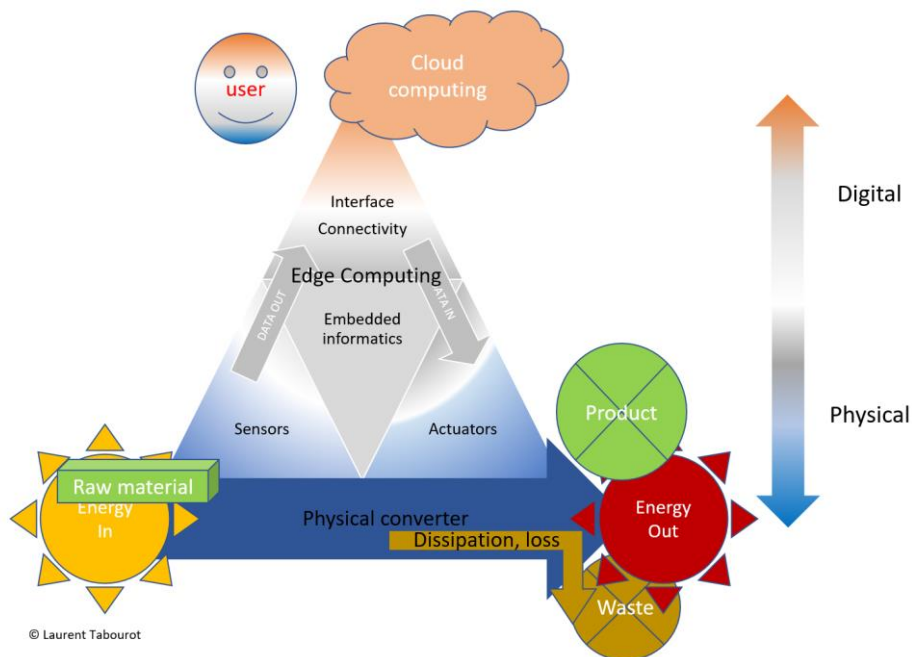 Cloud
computing
user
Digital
Interface
Connectivity
Edge Computing
DATA OUT
DATA IN
Embedded
informatics
Physical
Product
Sensors
Actuators
Raw material
Energy
In
Physical converter
Energy
Out
Dissipation, loss
Waste
© Laurent Tabourot